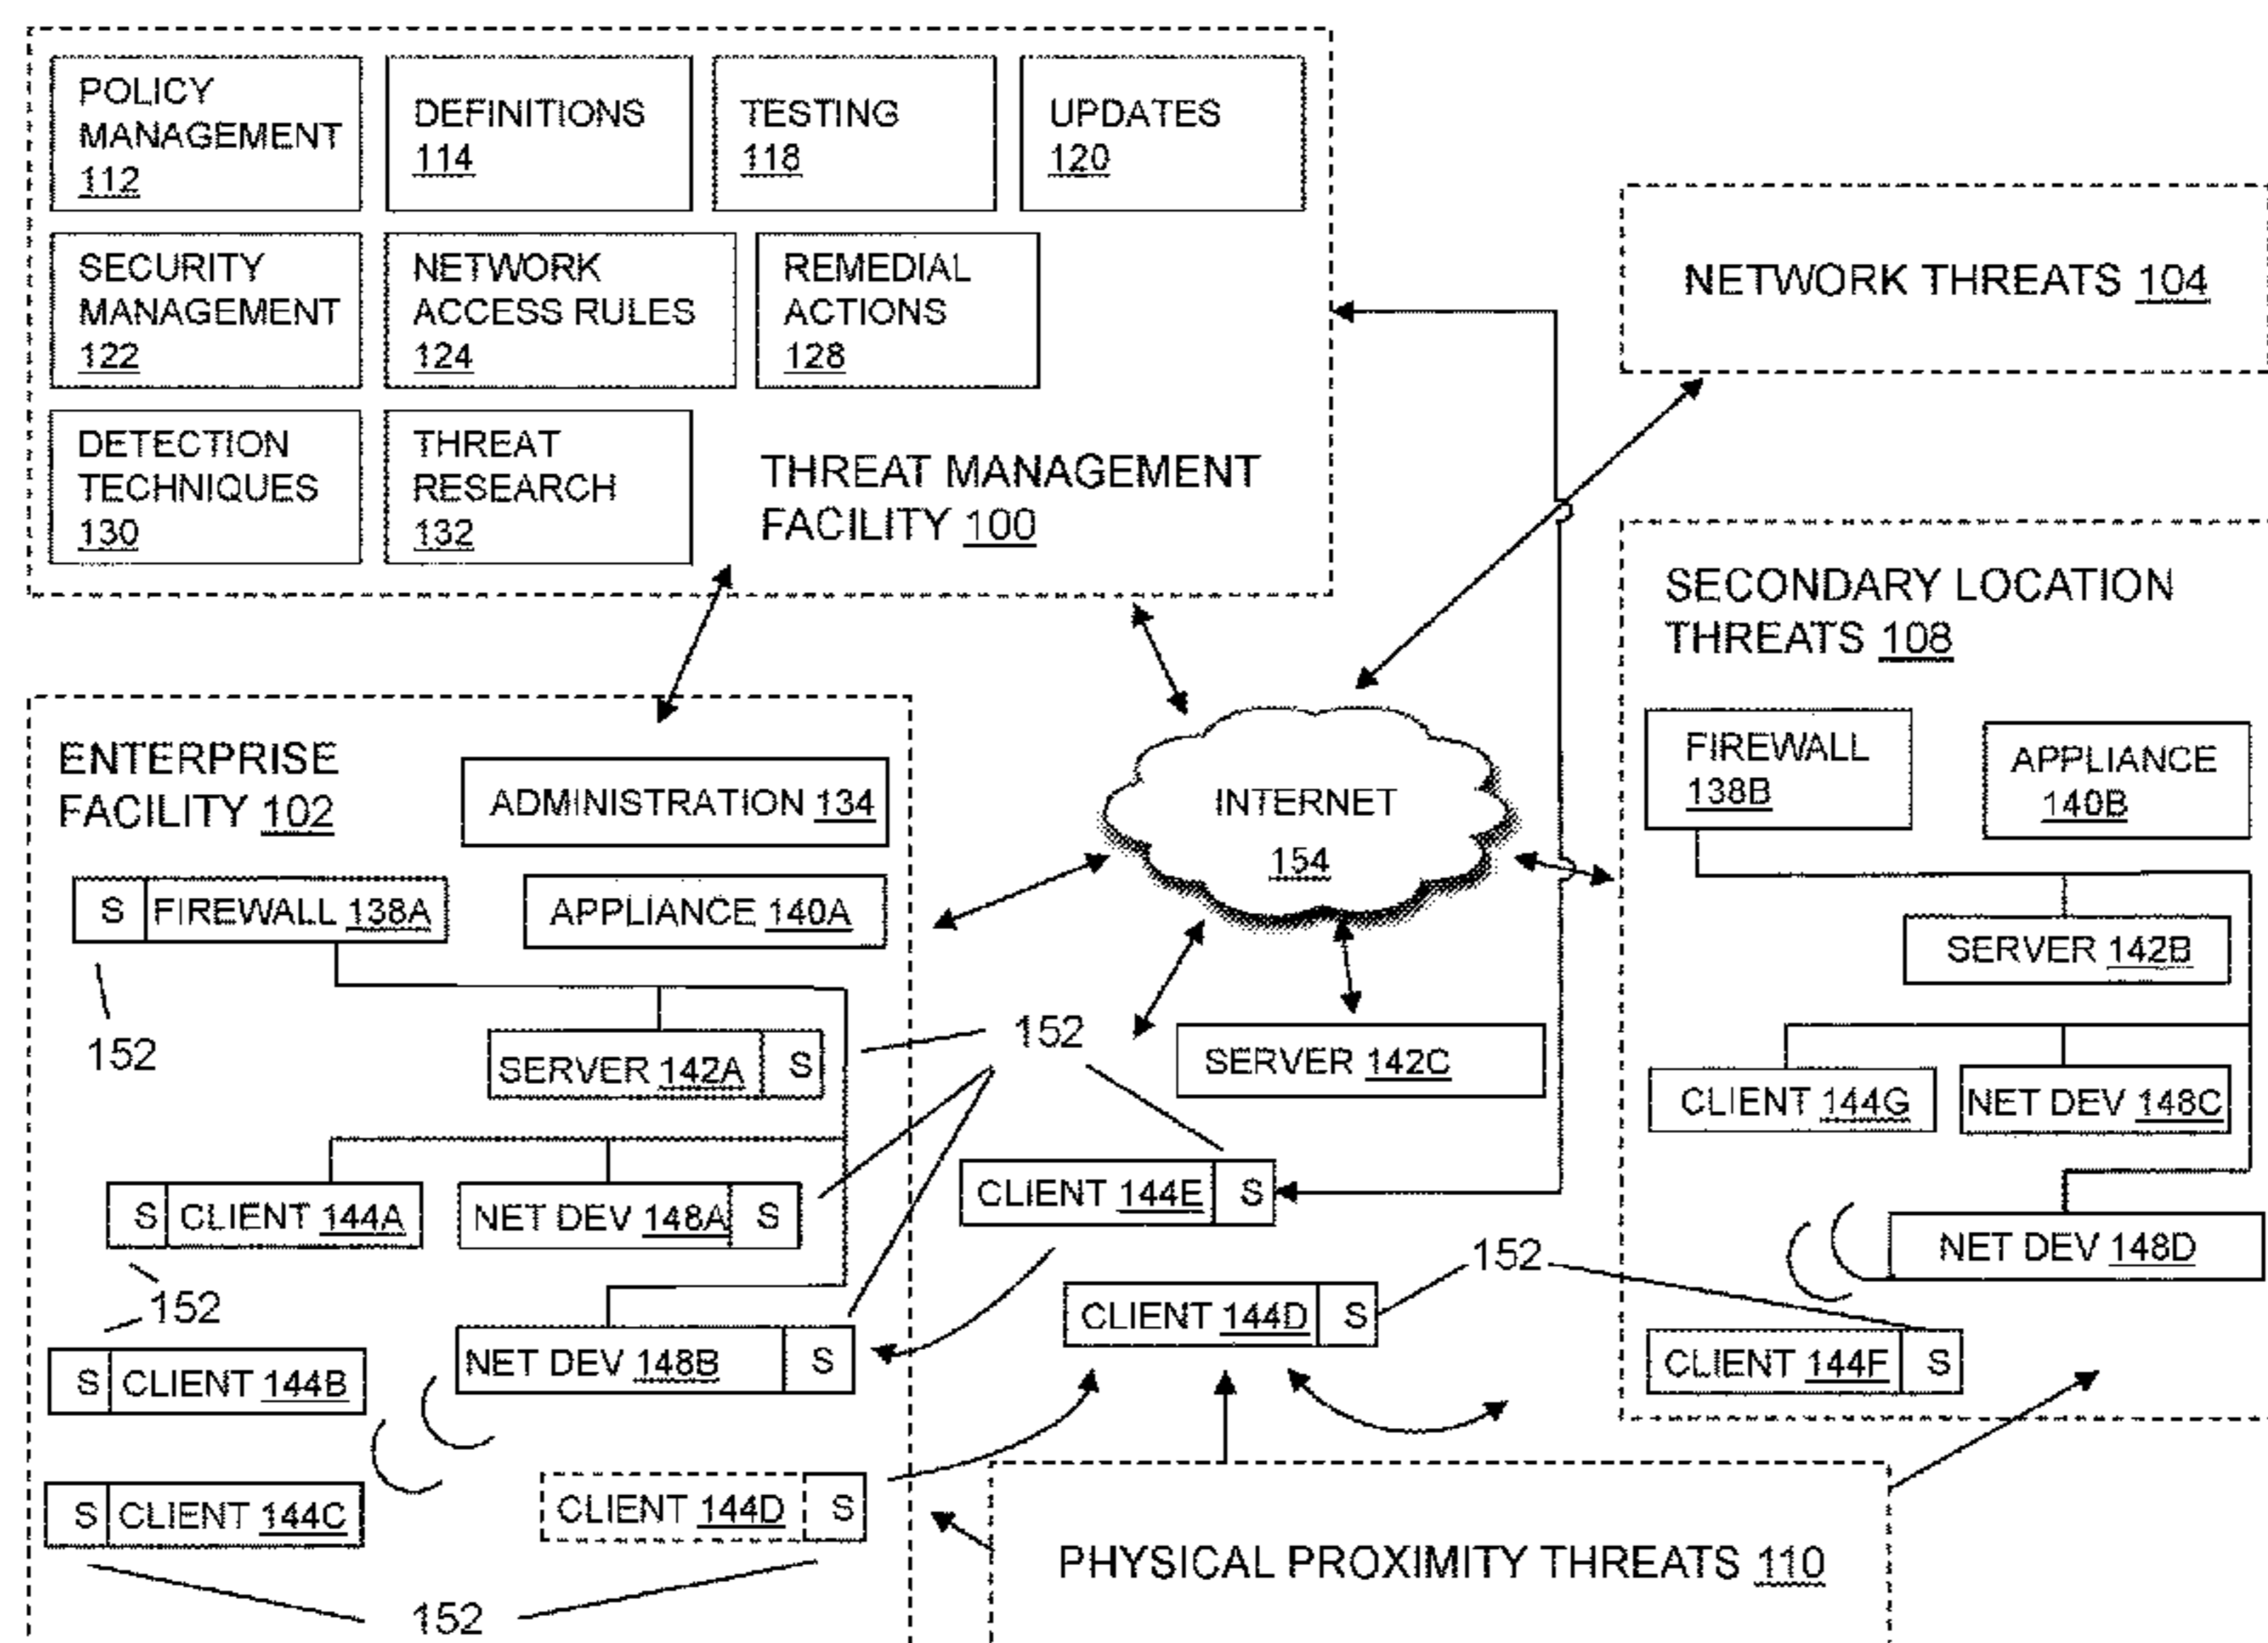 POLICY
MANAGEMENT
112
DEFINITIONS
114
TESTING
118
UPDATES
120
SECURITY
MANAGEMENT
122
NETWORK
ACCESS RULES
124
REMEDIAL
ACTIONS
128
DETECTION
TECHNIQUES
130
THREAT
RESEARCH
132
THREAT MANAGEMENT
FACILITY 100
NETWORK THREATS 104
SECONDARY LOCATION
THREATS 108
FIREWALL
138B
APPLIANCE
140B
SERVER 142B
CLIENT 144G
NET DEV 148C
NET DEV 148D
CLIENT 144F S
ENTERPRISE
FACILITY 102
ADMINISTRATION 134
S FIREWALL 138A
APPLIANCE 140A
152
SERVER 142A S
S CLIENT 144A
NET DEV 148A S
152
S CLIENT 144B
NET DEV 148B S
S CLIENT 144C
CLIENT 144D S
152
INTERNET
154
152
SERVER 142C
CLIENT 144E S
CLIENT 144D S
152
PHYSICAL PROXIMITY THREATS 110